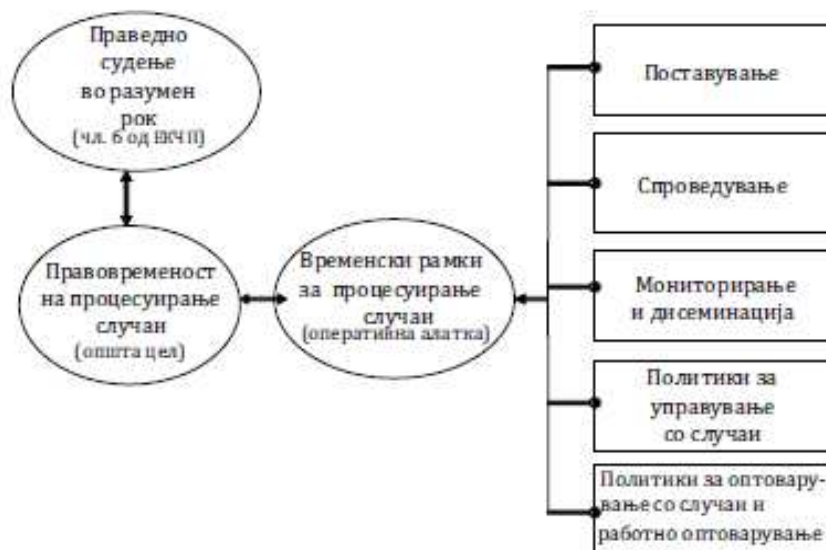 Праведно
судење
во разумен
рок
(чл. 6 од ЕКЧП)
Правовременост
на процесуирање
случаи
(општа цел)
Временски рамки
за процесуирање
случаи
(оперативна алатка)
Поставување
Спроведување
Мониторирање
и дисеминација
Политики за
управување
со случаи
Политики за оптовару-
вање со случаи и
работно оптоварување